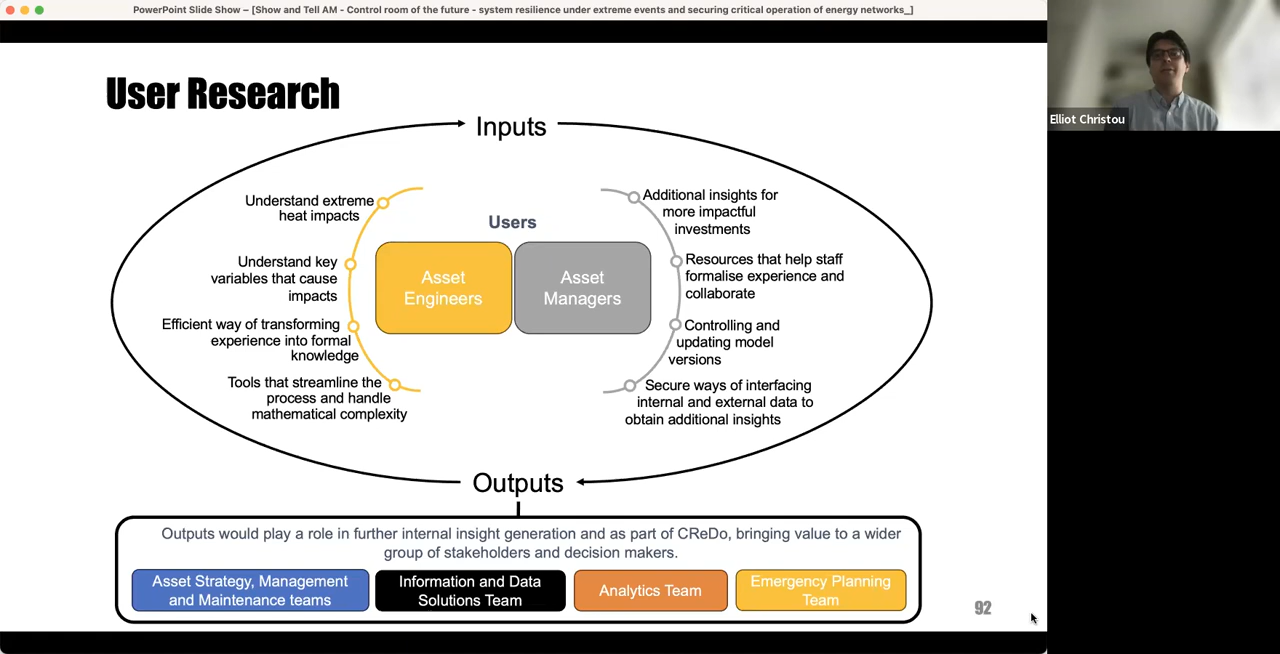 PowerPoint Slide Show – [Show and Tell AM - Control room of the future - system resilience under extreme events and securing critical operation of energy networks_]
Elliot Christou
User Research
Inputs
Understand extreme
heat impacts
Understand key
variables that cause
impacts
Efficient way of transforming
experience into formal
knowledge
Tools that streamline the
process and handle
mathematical complexity
Users
Asset
Engineers
Asset
Managers
Additional insights for
more impactful
investments
Resources that help staff
formalise experience and
collaborate
Controlling and
updating model
versions
Secure ways of interfacing
internal and external data to
obtain additional insights
Outputs
Outputs would play a role in further internal insight generation and as part of CReDo, bringing value to a wider
group of stakeholders and decision makers.
Asset Strategy, Management
and Maintenance teams
Information and Data
Solutions Team
Analytics Team
Emergency Planning
Team
92